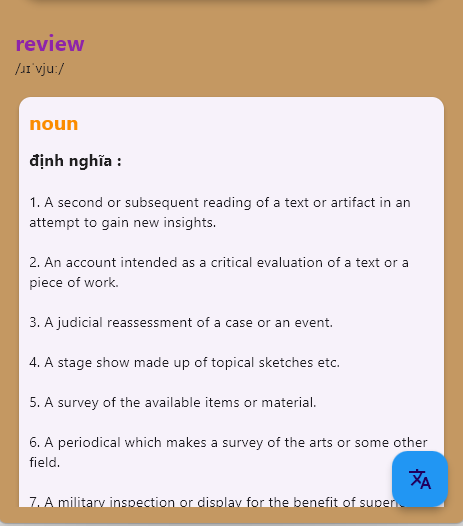 review
/ɹɪˈvjuː/
noun
định nghĩa :
1. A second or subsequent reading of a text or artifact in an
attempt to gain new insights.
2. An account intended as a critical evaluation of a text or a
piece of work.
3. A judicial reassessment of a case or an event.
4. A stage show made up of topical sketches etc.
5. A survey of the available items or material.
6. A periodical which makes a survey of the arts or some other
field.
7. A military inspection or display for the benefit of